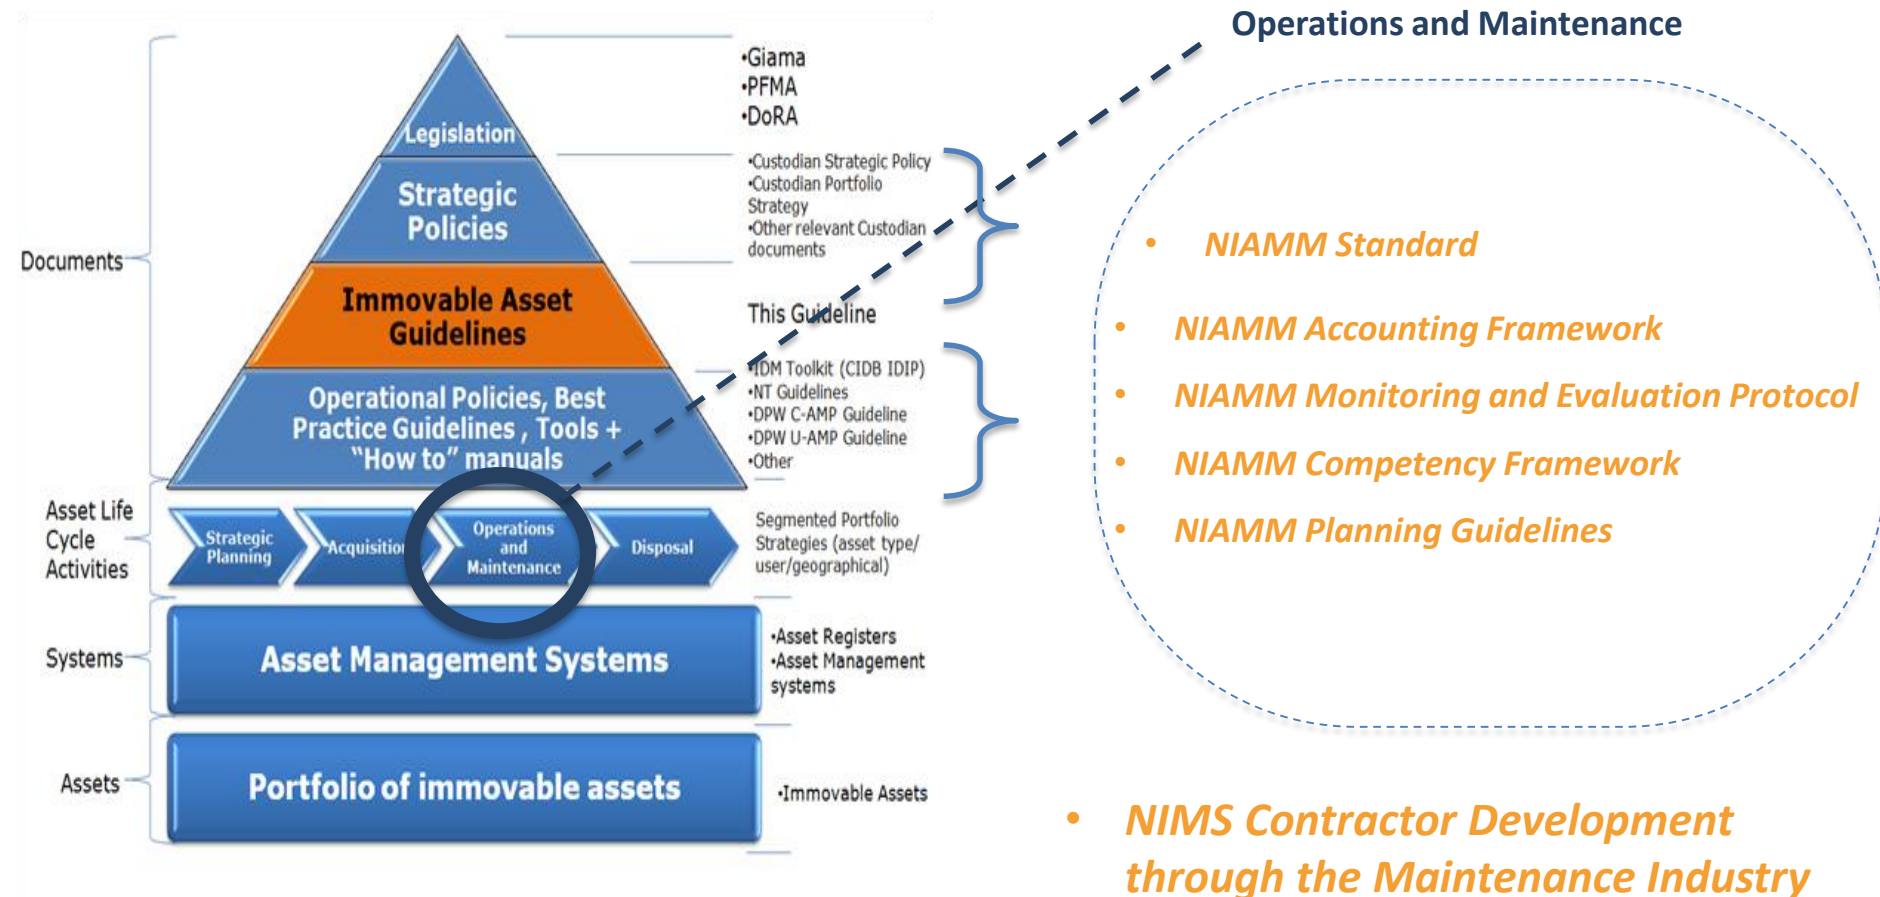 Operations and Maintenance
Documents
Legislation
Strategic
Policies
Immovable Asset
Guidelines
Operational Policies, Best
Practice Guidelines , Tools +
“How to” manuals
•Giama
•PFMA
•DoRA
•Custodian Strategic Policy
•Custodian Portfolio
Strategy
•Other relevant Custodian
documents
This Guideline
•IDM Toolkit (CIDB IDIP)
•NT Guidelines
•DPW C-AMP Guideline
•DPW U-AMP Guideline
•Other
Asset Life
Cycle
Activities
Strategic
Planning
Acquisition
Operations
and
Maintenance
Disposal
Segmented Portfolio
Strategies (asset type/
user/geographical)
Systems
Asset Management Systems
•Asset Registers
•Asset Management
systems
Assets
Portfolio of immovable assets
•Immovable Assets
• NIAMM Standard
• NIAMM Accounting Framework
• NIAMM Monitoring and Evaluation Protocol
• NIAMM Competency Framework
• NIAMM Planning Guidelines
• NIMS Contractor Development
through the Maintenance Industry